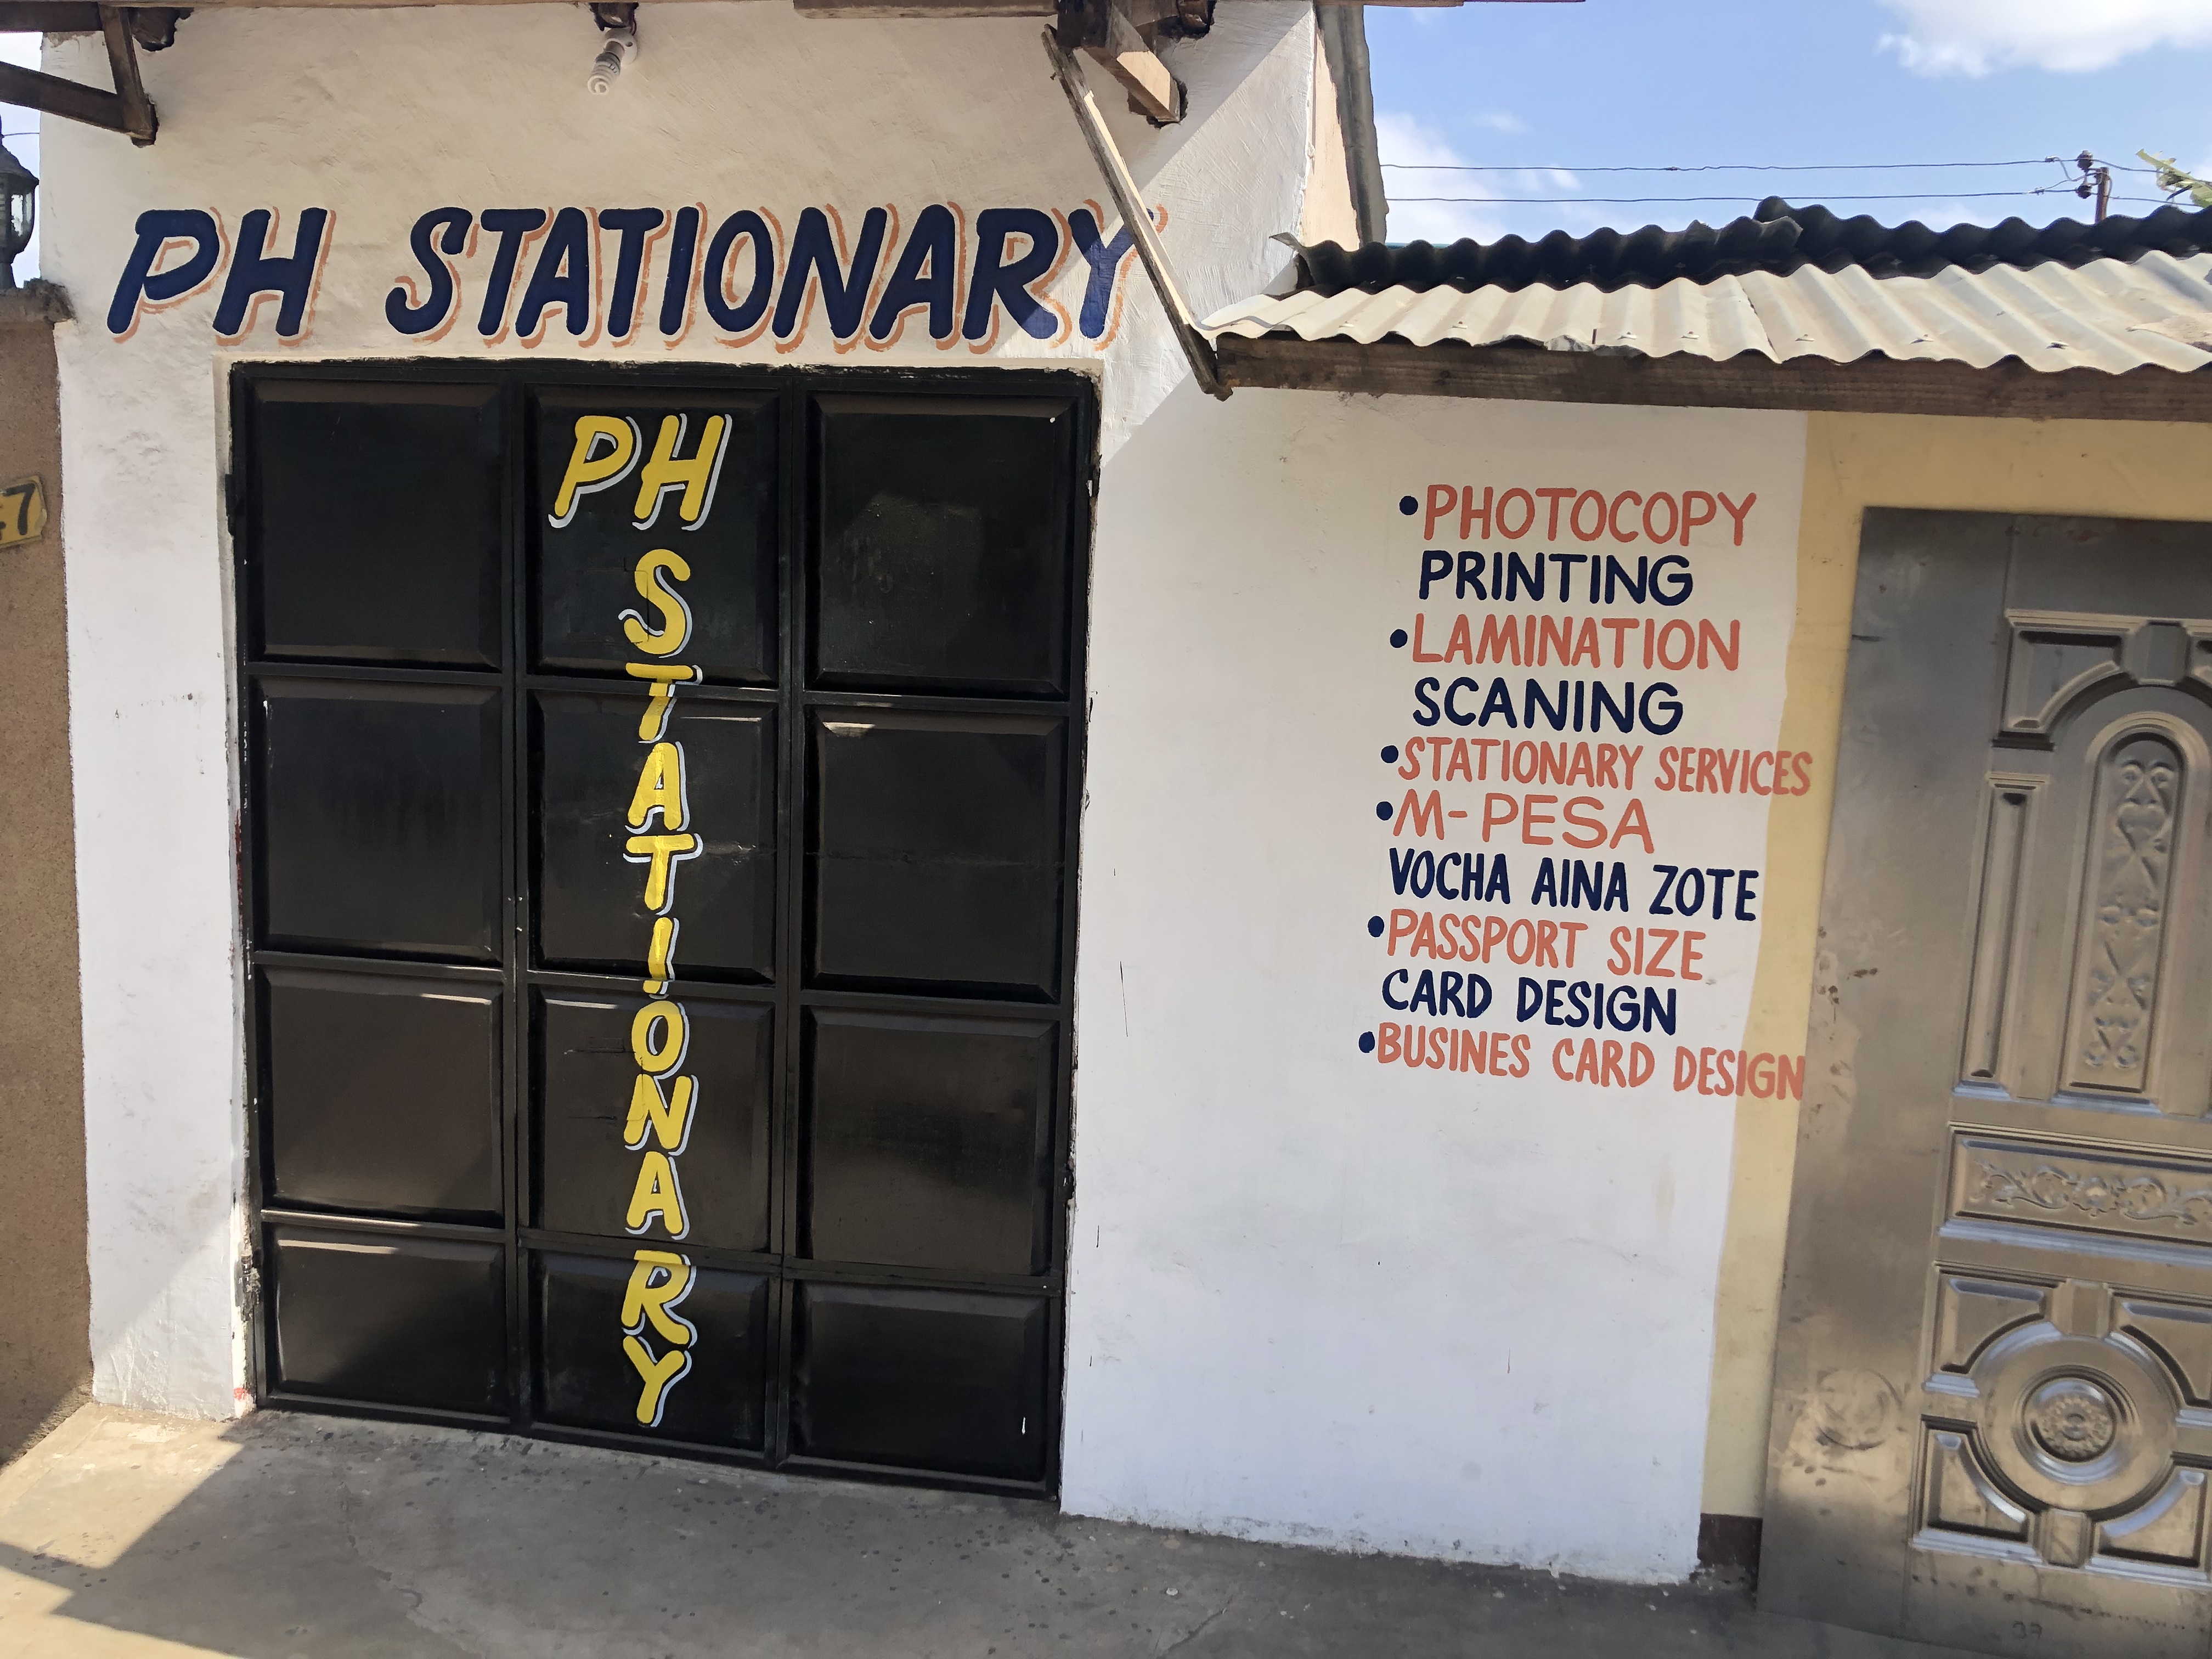 PH STATIONARY
PH
STATIONARY
•PHOTOCOPY
PRINTING
•LAMINATION
SCANING
•STATIONARY SERVICES
•M-PESA
VOCHA AINA ZOTE
•PASSPORT SIZE
CARD DESIGN
•BUSINES CARD DESIGN
7